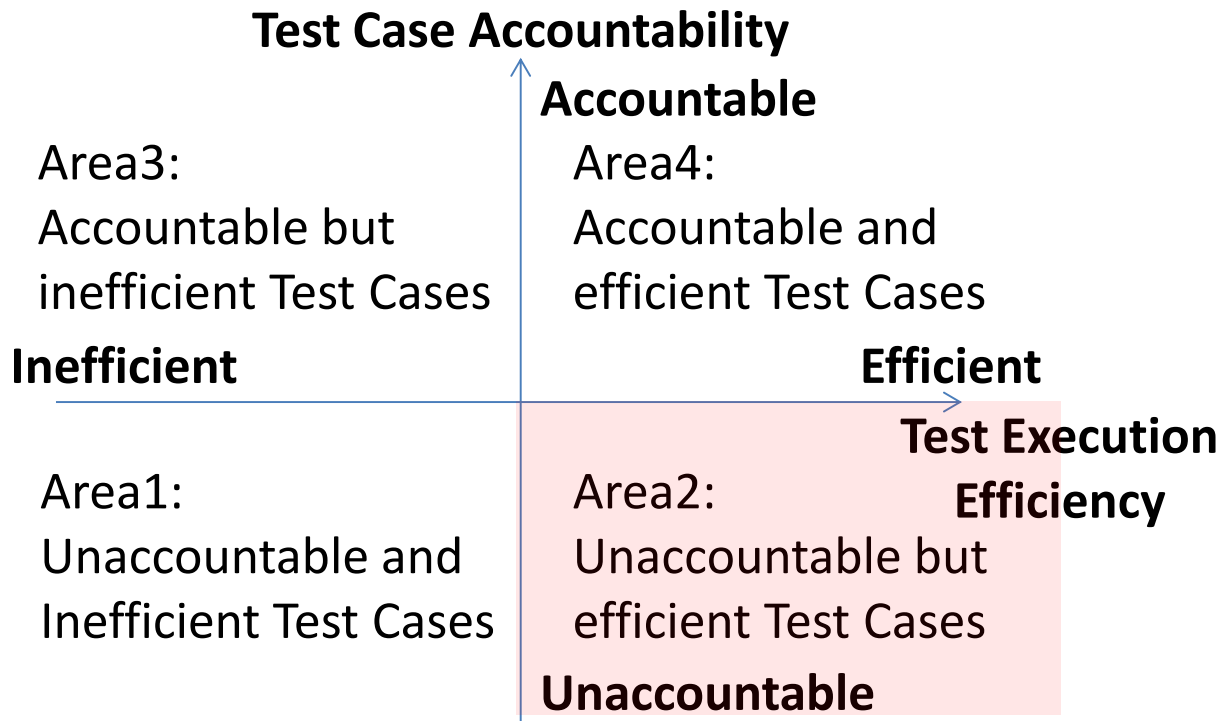 Test Case Accountability
Accountable
Area3:
Accountable but
inefficient Test Cases
Area4:
Accountable and
efficient Test Cases
Inefficient
Efficient
Test Execution
Efficiency
Area1:
Unaccountable and
Inefficient Test Cases
Area2:
Unaccountable but
efficient Test Cases
Unaccountable